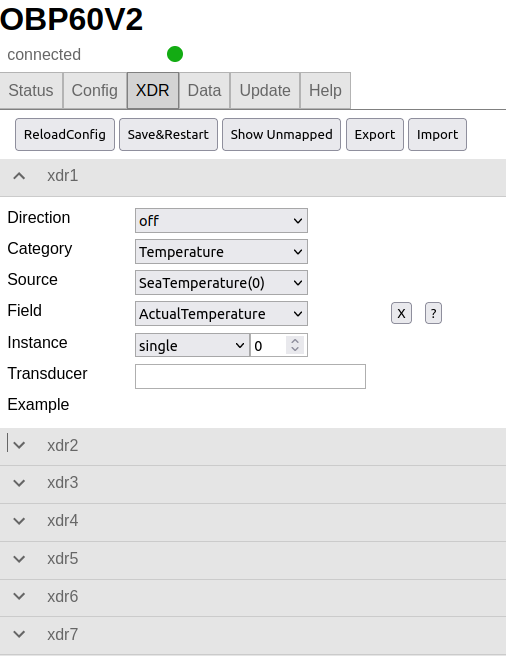 OBP60V2
connected
Status Config XDR Data Update Help
ReloadConfig Save&Restart Show Unmapped Export Import
xdr1
Direction off
Category Temperature
Source SeaTemperature(0)
Field ActualTemperature X ?
Instance single 0
Transducer
Example
xdr2
xdr3
xdr4
xdr5
xdr6
xdr7